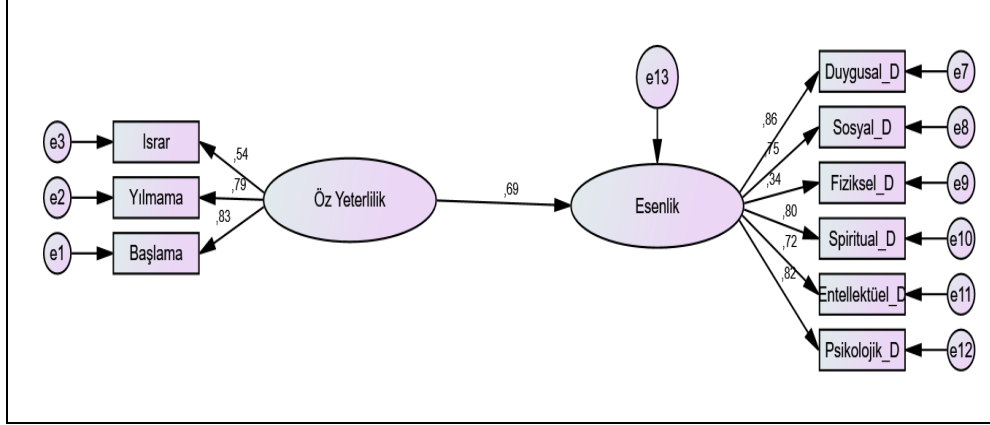 e13
Duygusal_D
e7
,86
Sosyal_D
e8
,75
e3
Israr
,54
Fiziksel_D
e9
,34
e2
Yılmama
,79
Öz Yeterlilik
,69
Esenlik
,80
Spiritual_D
e10
,83
e1
Başlama
,72
Entellektüel_D
e11
,82
Psikolojik_D
e12